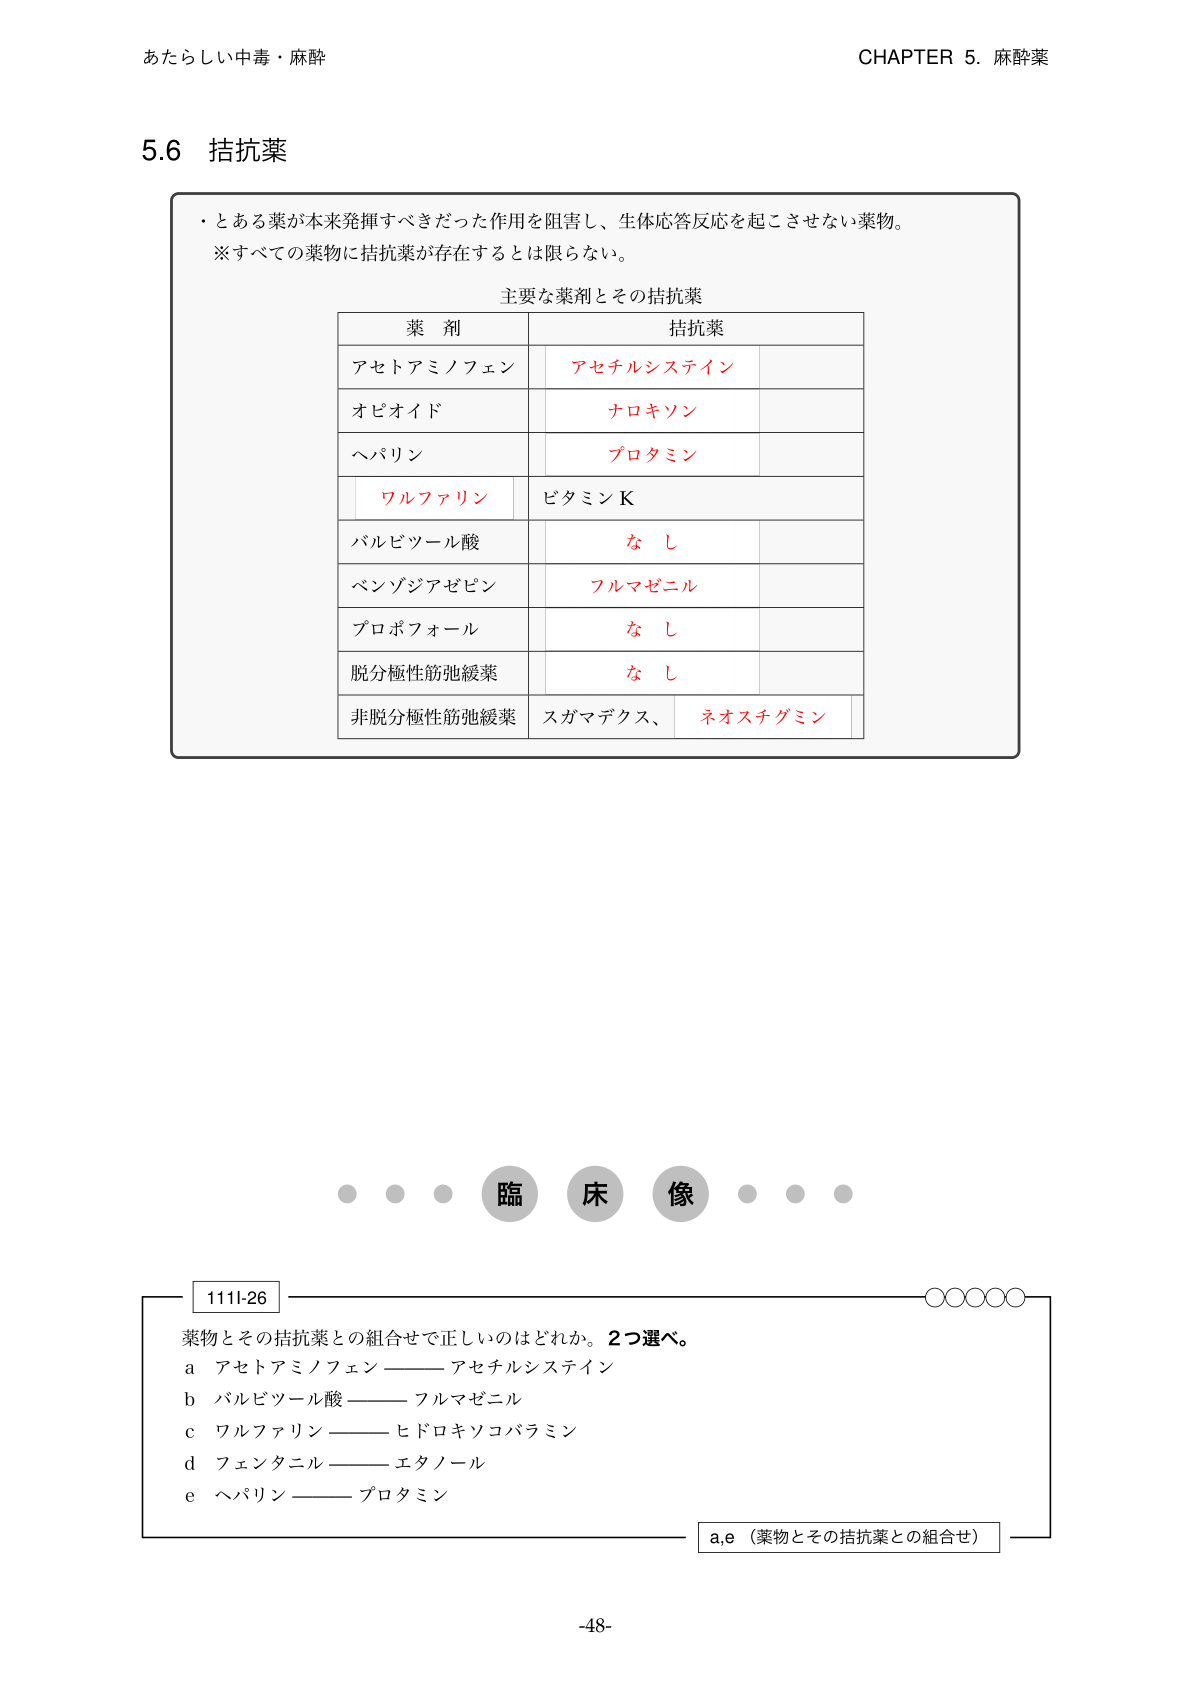 あたらしい中毒・麻酔 CHAPTER 5. 麻酔薬
5.6 拮抗薬
・とある薬が本来発揮すべきだった作用を阻害し、生体応答反応を起こさせない薬物。
※すべての薬物に拮抗薬が存在するとは限らない。
主要な薬剤とその拮抗薬
薬 剤 拮抗薬
アセトアミノフェン アセチルシステイン
オピオイド ナロキソン
ヘパリン プロタミン
ワルファリン ビタミン K
バルビツール酸 な し
ベンゾジアゼピン フルマゼニル
プロポフォール な し
脱分極性筋弛緩薬 な し
非脱分極性筋弛緩薬 スガマデクス、 ネオスチグミン
臨 床 像
111I-26
薬物とその拮抗薬との組合せで正しいのはどれか。2つ選べ。
a アセトアミノフェン ――― アセチルシステイン
b バルビツール酸 ――― フルマゼニル
c ワルファリン ――― ヒドロキソコバラミン
d フェンタニル ――― エタノール
e ヘパリン ――― プロタミン
a,e (薬物とその拮抗薬との組合せ)
-48-